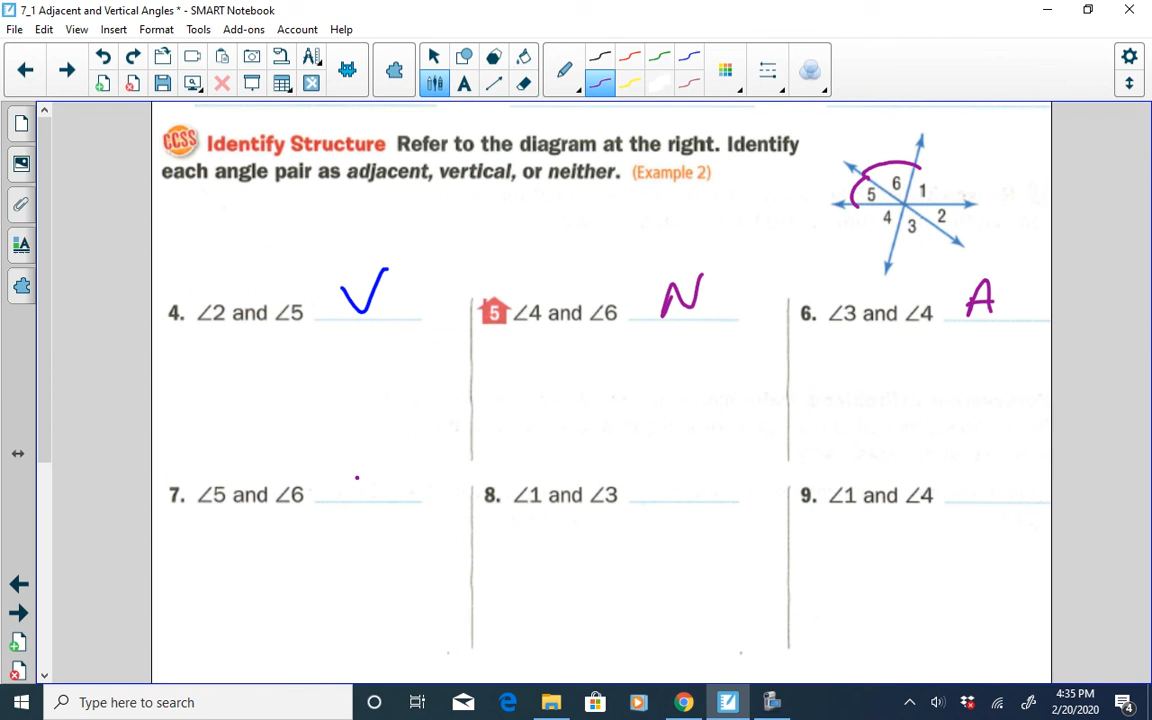 7_1 Adjacent and Vertical Angles * - SMART Notebook
File Edit View Insert Format Tools Add-ons Account Help
CCSS Identify Structure Refer to the diagram at the right. Identify
each angle pair as adjacent, vertical, or neither. (Example 2)
6 1
5
4 3 2
4. ∠2 and ∠5 V
5 ∠4 and ∠6 N
6. ∠3 and ∠4 A
7. ∠5 and ∠6
8. ∠1 and ∠3
9. ∠1 and ∠4
Type here to search
4:35 PM
2/20/2020
4